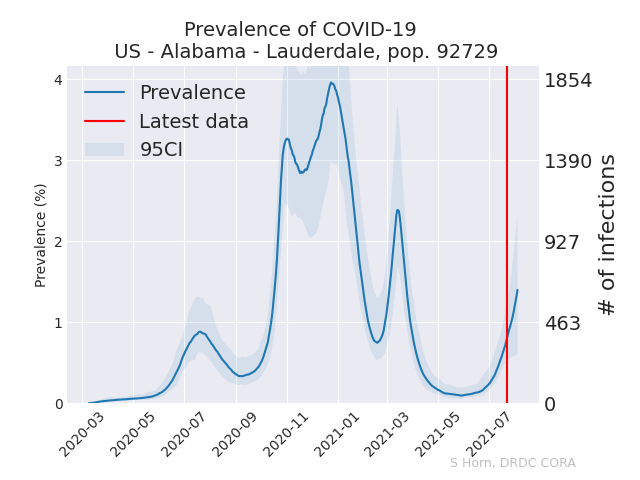 Prevalence of COVID-19
US - Alabama - Lauderdale, pop. 92729
Prevalence
Latest data
95CI
4
3
2
1
0
Prevalence (%)
1854
1390
927
463
0
# of infections
2020-03
2020-05
2020-07
2020-09
2020-11
2021-01
2021-03
2021-05
2021-07
S Horn, DRDC CORA